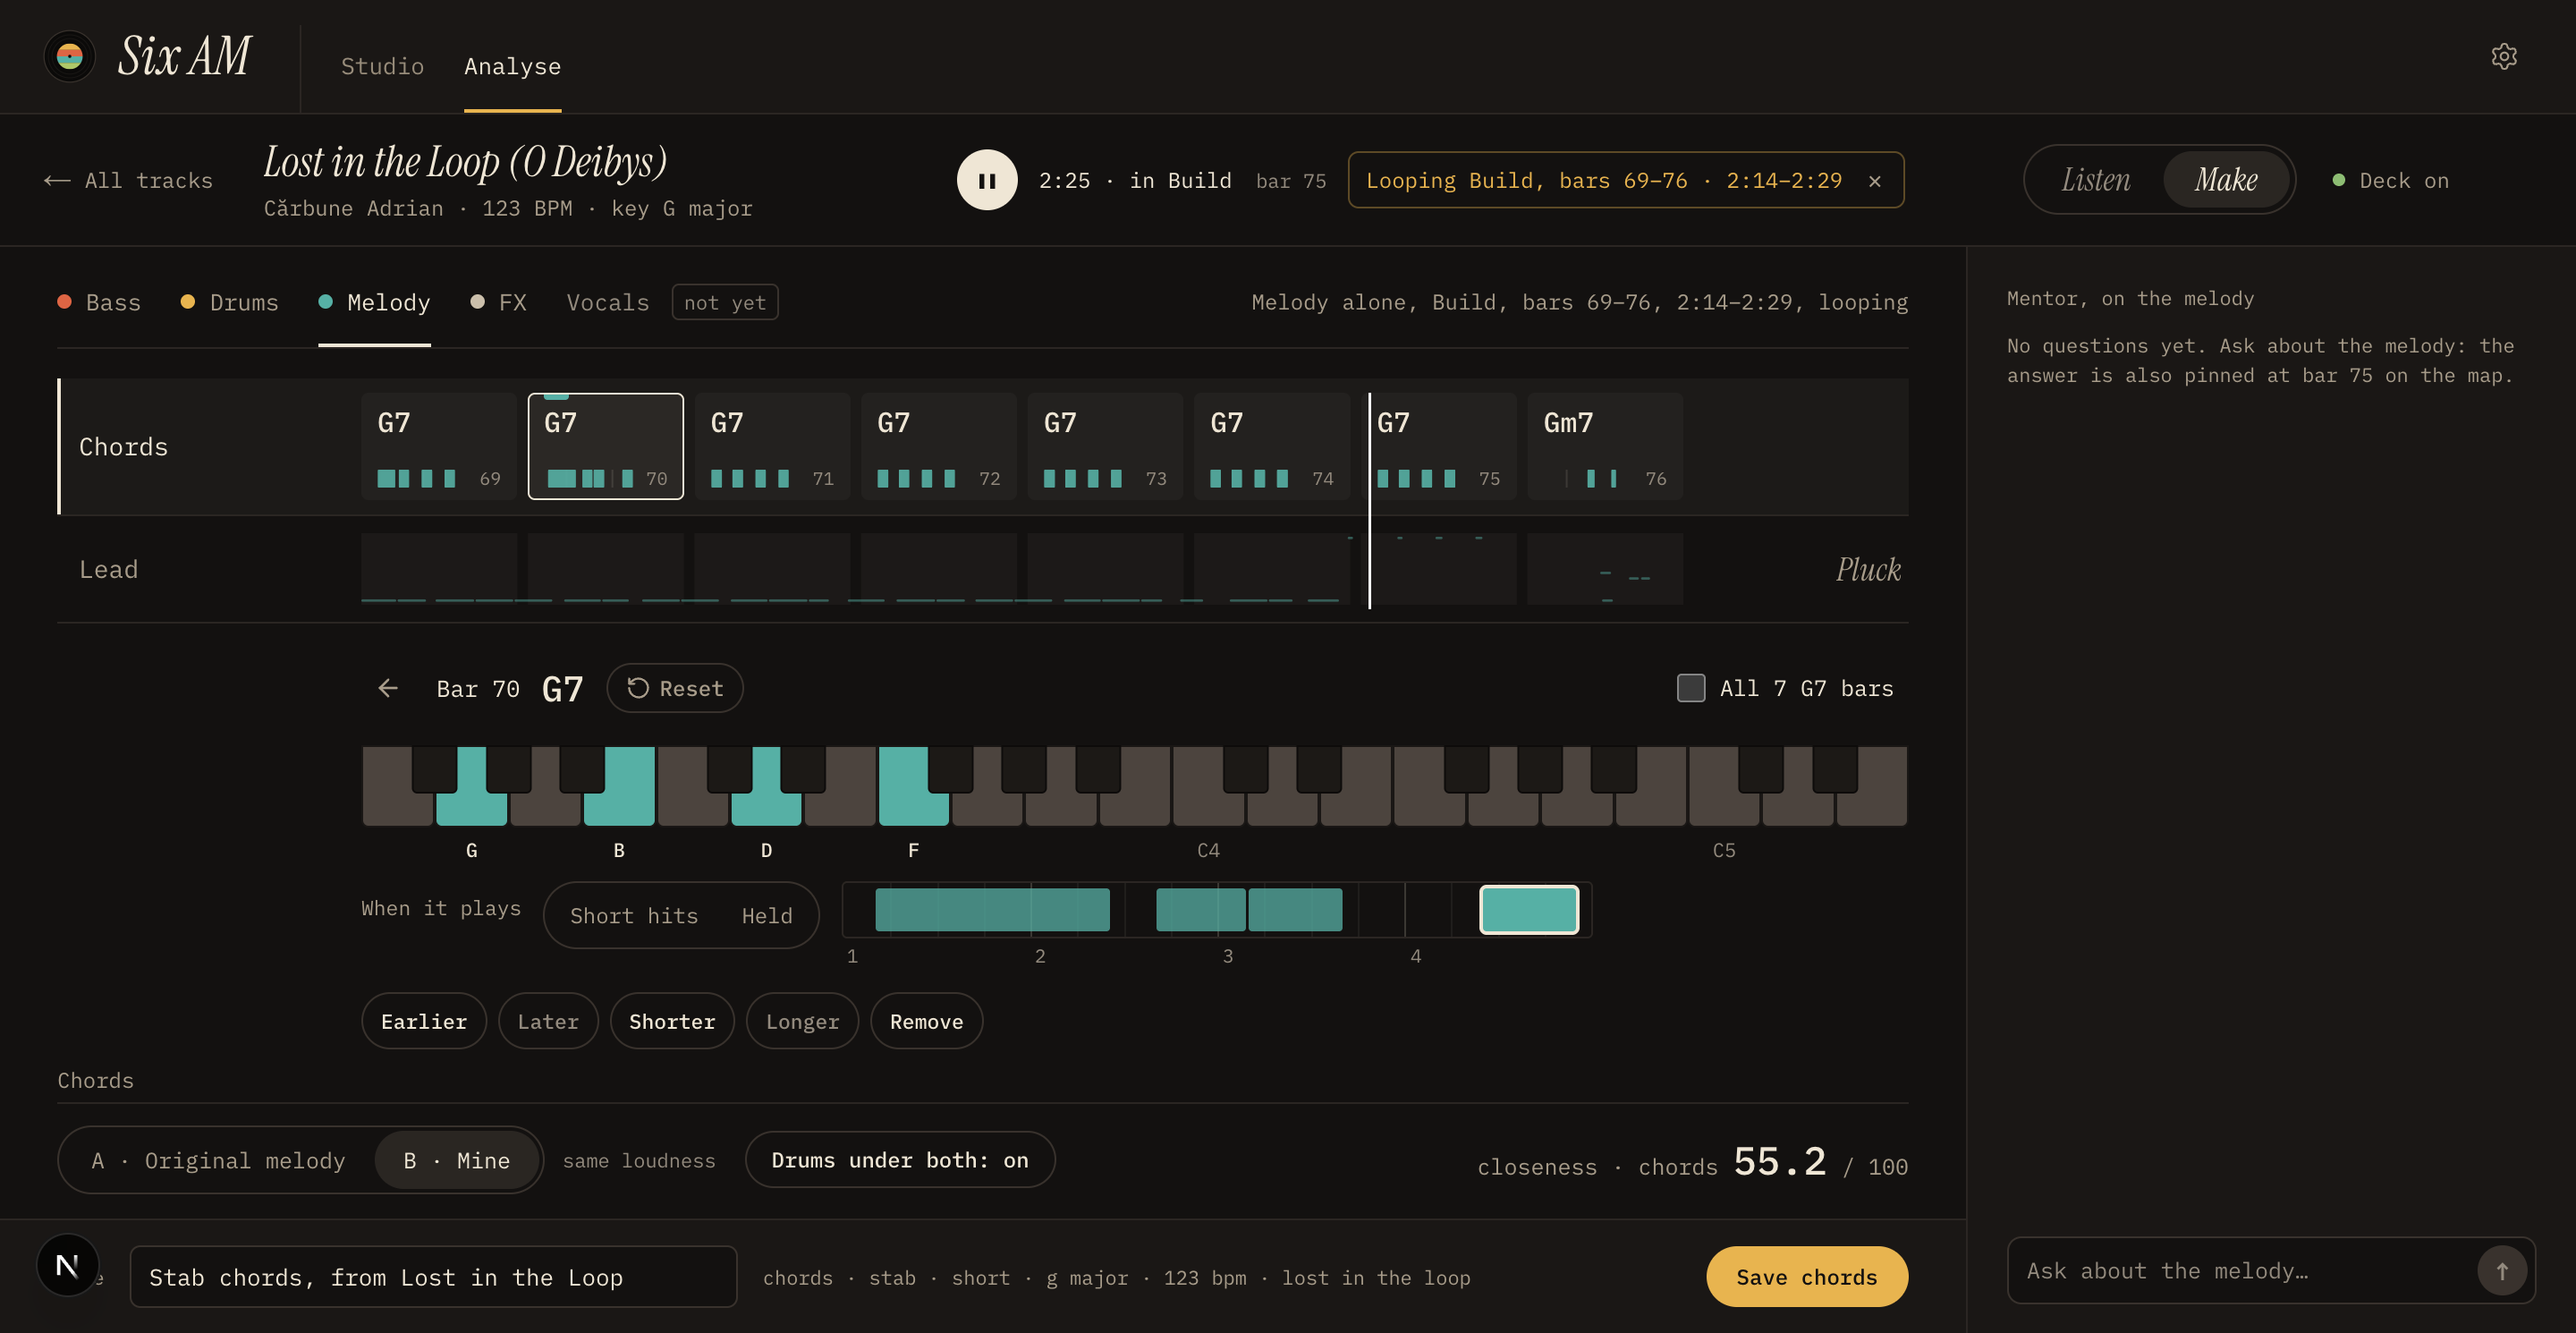 Six AM
Studio
Analyse
← All tracks
Lost in the Loop (O Deibys)
Cărbune Adrian · 123 BPM · key G major
2:25 · in Build bar 75
Looping Build, bars 69–76 · 2:14–2:29 ×
Listen
Make
Deck on
Bass
Drums
Melody
FX
Vocals
not yet
Melody alone, Build, bars 69–76, 2:14–2:29, looping
Chords
G7
69
G7
70
G7
71
G7
72
G7
73
G7
74
G7
75
Gm7
76
Lead
Pluck
← Bar 70 G7
Reset
All 7 G7 bars
G B D F C4 C5
When it plays
Short hits
Held
1 2 3 4
Earlier
Later
Shorter
Longer
Remove
Chords
A · Original melody
B · Mine
same loudness
Drums under both: on
closeness · chords 55.2 / 100
N
Stab chords, from Lost in the Loop
chords · stab · short · g major · 123 bpm · lost in the loop
Save chords
Mentor, on the melody
No questions yet. Ask about the melody: the
answer is also pinned at bar 75 on the map.
Ask about the melody…
↑